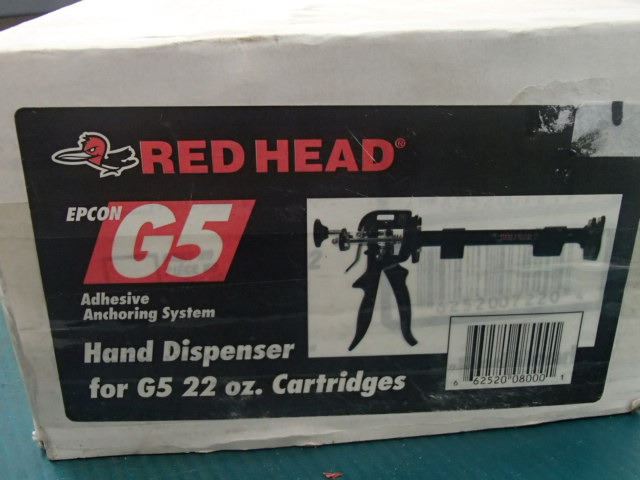 RED HEAD®
EPCON
G5
Adhesive
Anchoring System
Hand Dispenser
for G5 22 oz. Cartridges
6 62520 08000 1